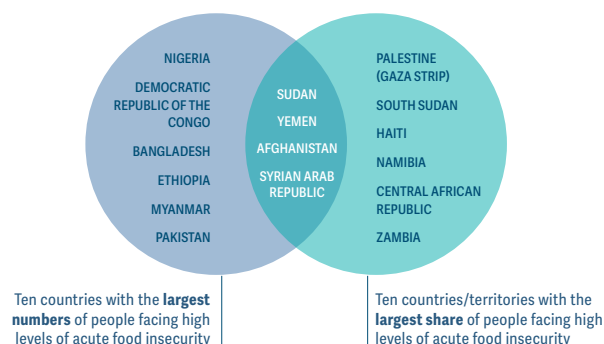 NIGERIA
DEMOCRATIC
REPUBLIC OF THE
CONGO
BANGLADESH
ETHIOPIA
MYANMAR
PAKISTAN
SUDAN
YEMEN
AFGHANISTAN
SYRIAN ARAB
REPUBLIC
PALESTINE
(GAZA STRIP)
SOUTH SUDAN
HAITI
NAMIBIA
CENTRAL AFRICAN
REPUBLIC
ZAMBIA
Ten countries with the largest
numbers of people facing high
levels of acute food insecurity
Ten countries/territories with the
largest share of people facing high
levels of acute food insecurity